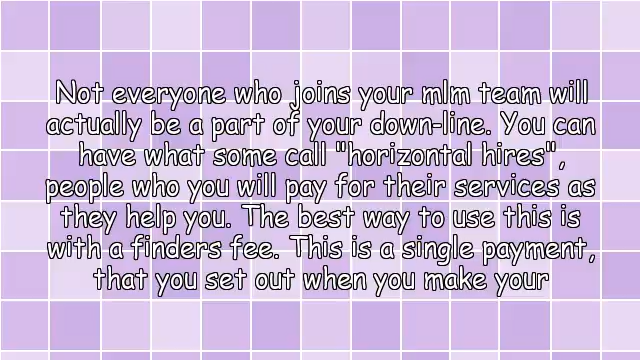 Not everyone who joins your mlm team will
actually be a part of your down-line. You can
have what some call "horizontal hires",
people who you will pay for their services as
they help you. The best way to use this is
with a finders fee. This is a single payment,
that you set out when you make your